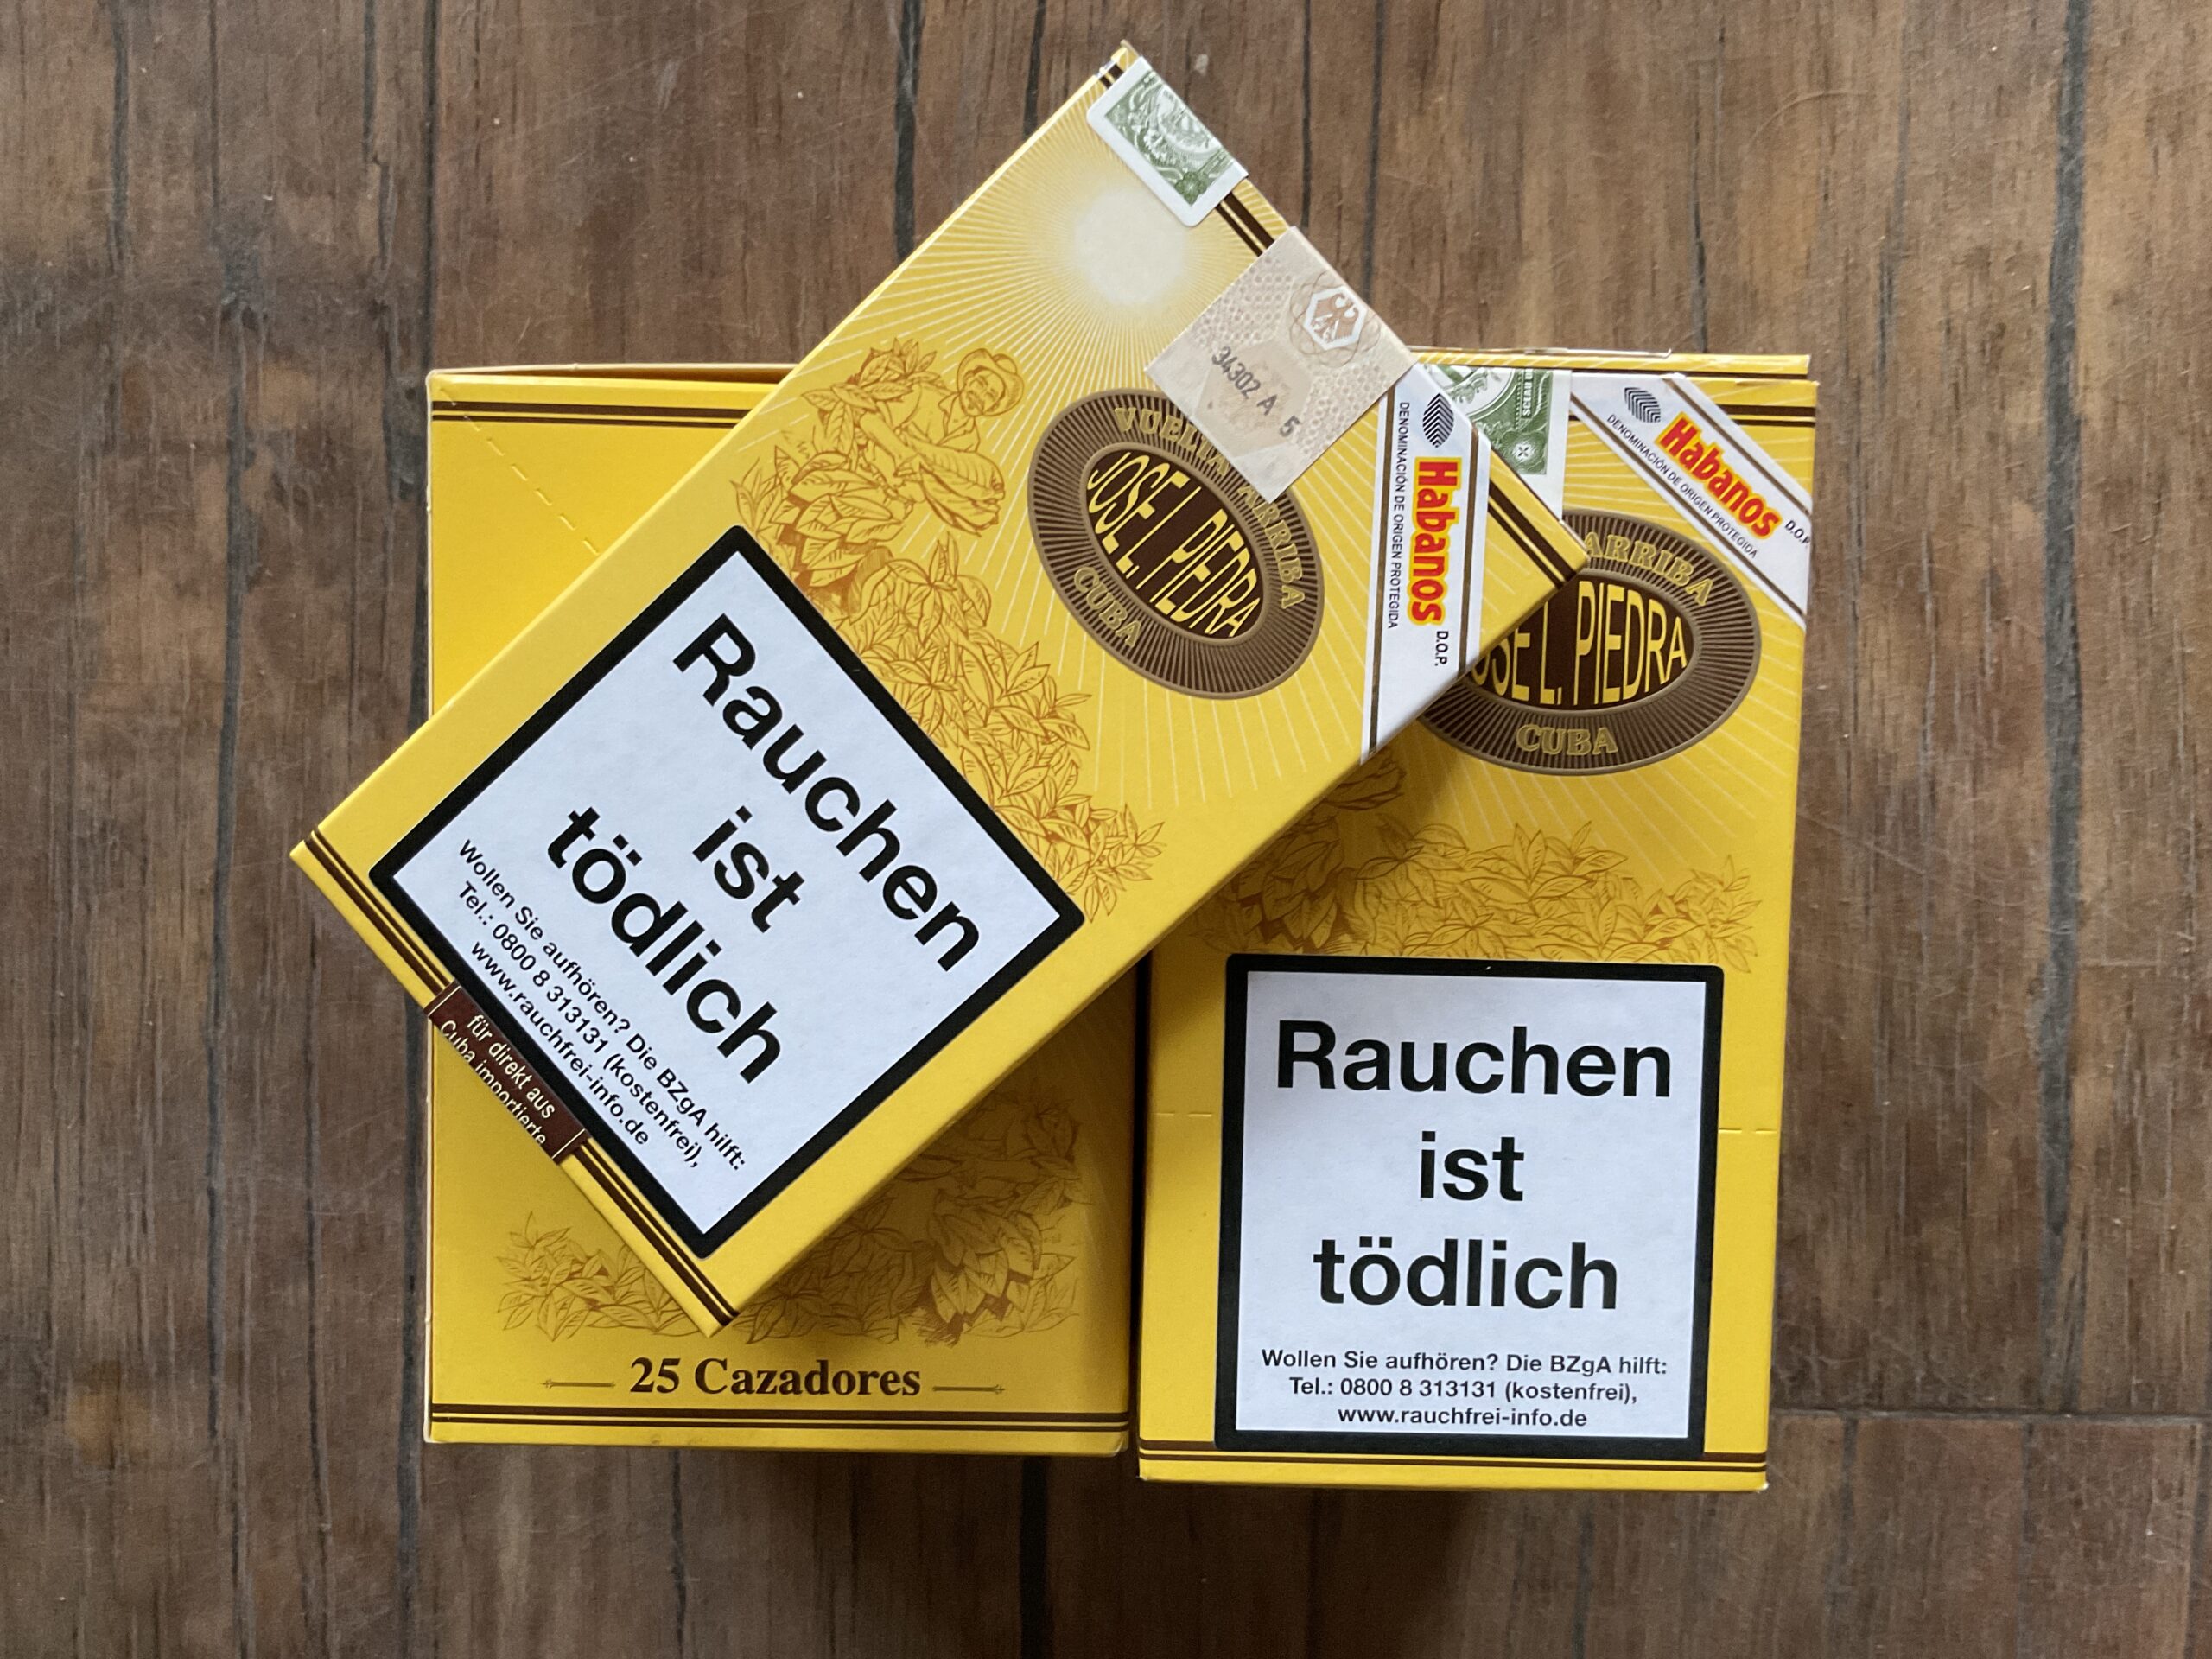 34302 A 5
VUELTA ARRIBA
JOSE L. PIEDRA
CUBA
DENOMINACIÓN DE ORIGEN PROTEGIDA
Habanos
D.O.P.
Rauchen
ist
tödlich
Wollen Sie aufhören? Die BZgA hilft:
Tel.: 0800 8 313131 (kostenfrei),
www.rauchfrei-info.de
für direkt aus
Cuba importierte
DENOMINACIÓN DE ORIGEN PROTEGIDA
Habanos
D.O.P.
ARRIBA
PIEDRA
CUBA
Rauchen
ist
tödlich
Wollen Sie aufhören? Die BZgA hilft:
Tel.: 0800 8 313131 (kostenfrei),
www.rauchfrei-info.de
25 Cazadores